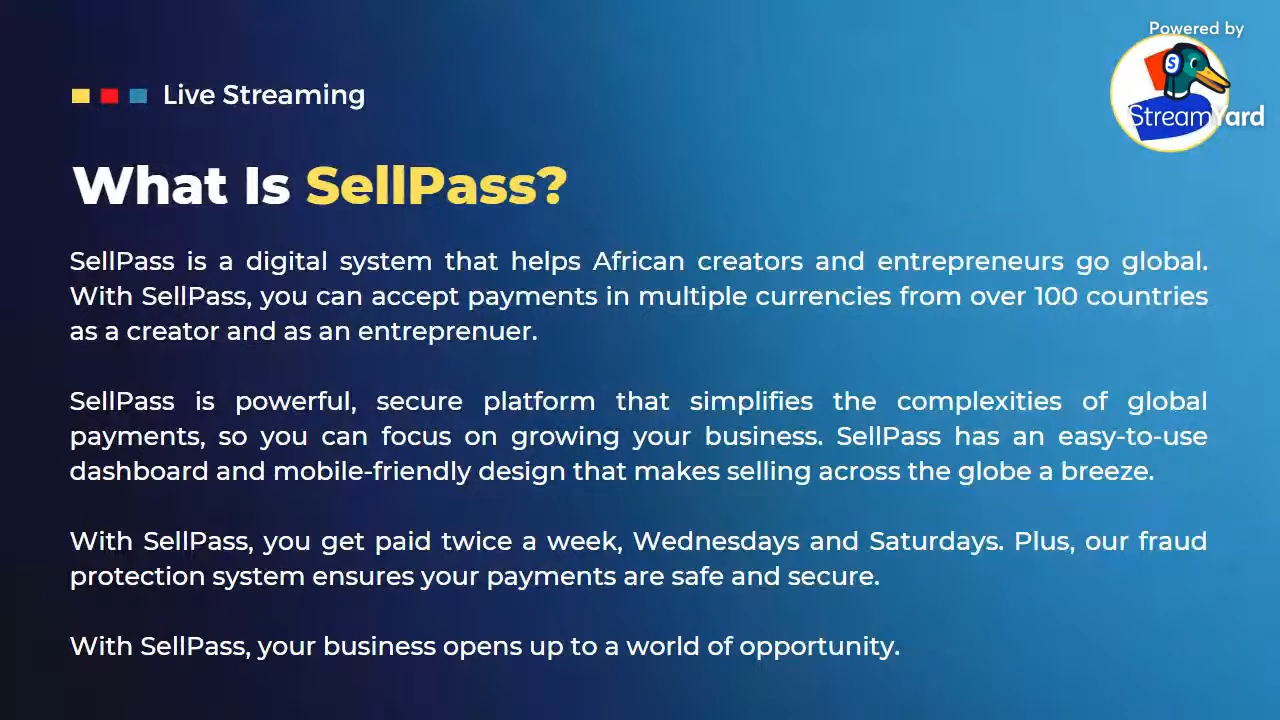 Powered by
S
StreamYard
Live Streaming
What Is SellPass?
SellPass is a digital system that helps African creators and entrepreneurs go global.
With SellPass, you can accept payments in multiple currencies from over 100 countries
as a creator and as an entreprenuer.
SellPass is powerful, secure platform that simplifies the complexities of global
payments, so you can focus on growing your business. SellPass has an easy-to-use
dashboard and mobile-friendly design that makes selling across the globe a breeze.
With SellPass, you get paid twice a week, Wednesdays and Saturdays. Plus, our fraud
protection system ensures your payments are safe and secure.
With SellPass, your business opens up to a world of opportunity.